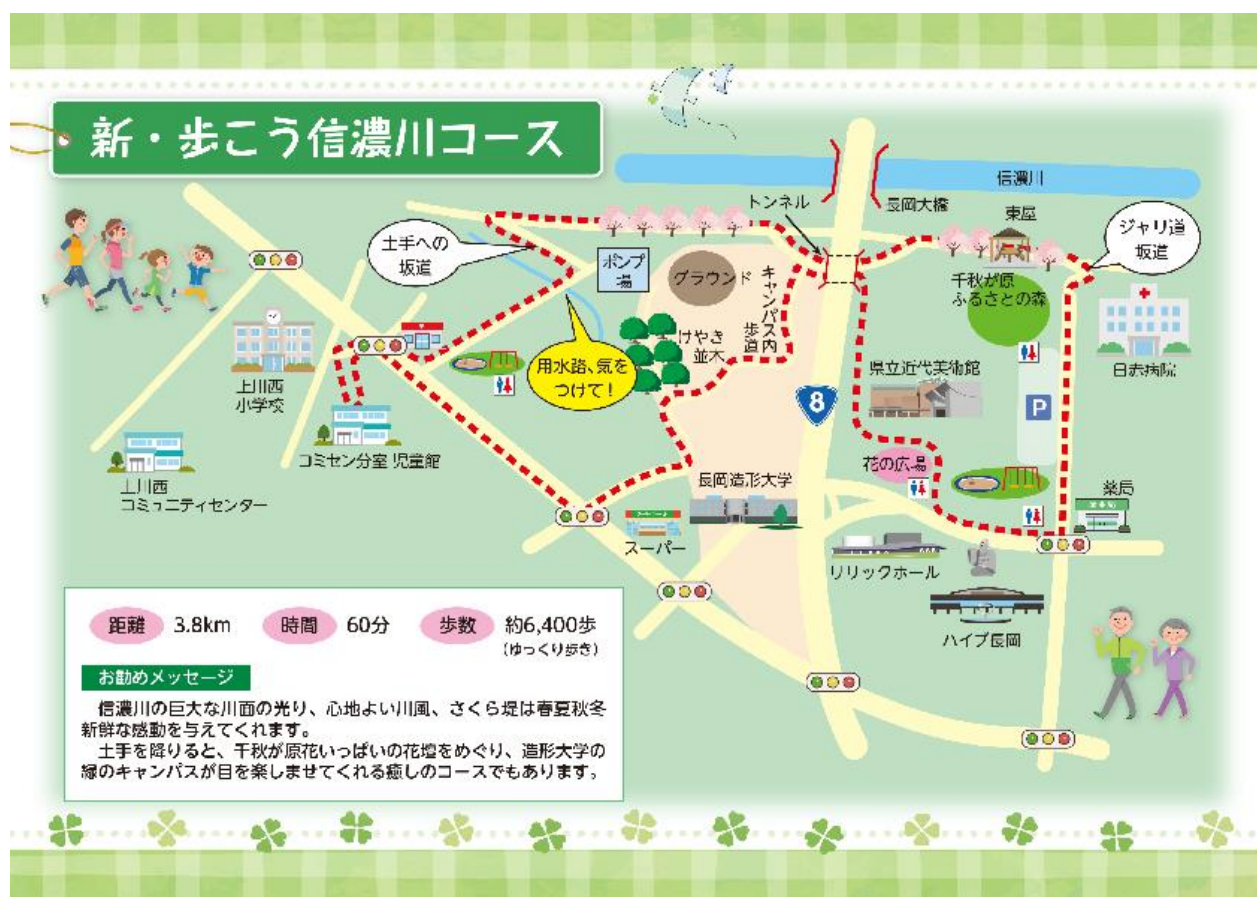 新・歩こう信濃川コース
信濃川
トンネル
長岡大橋
東屋
ジャリ道
坂道
土手への
坂道
ポンプ
場
グラウンド
キャンパス内
歩道
千秋が原
ふるさとの森
けやき
並木
用水路、気を
つけて!
日赤病院
県立近代美術館
8
P
上川西
小学校
コミセン分室 児童館
花の広場
上川西
コミュニティセンター
長岡造形大学
薬局
スーパー
リリックホール
ハイブ長岡
距離 3.8km 時間 60分 歩数 約6,400歩
(ゆっくり歩き)
お勧めメッセージ
信濃川の巨大な川面の光り、心地よい川風、さくら堤は春夏秋冬
新鮮な感動を与えてくれます。
土手を降りると、千秋が原花いっぱいの花壇をめぐり、造形大学の
緑のキャンパスが目を楽しませてくれる癒しのコースでもあります。